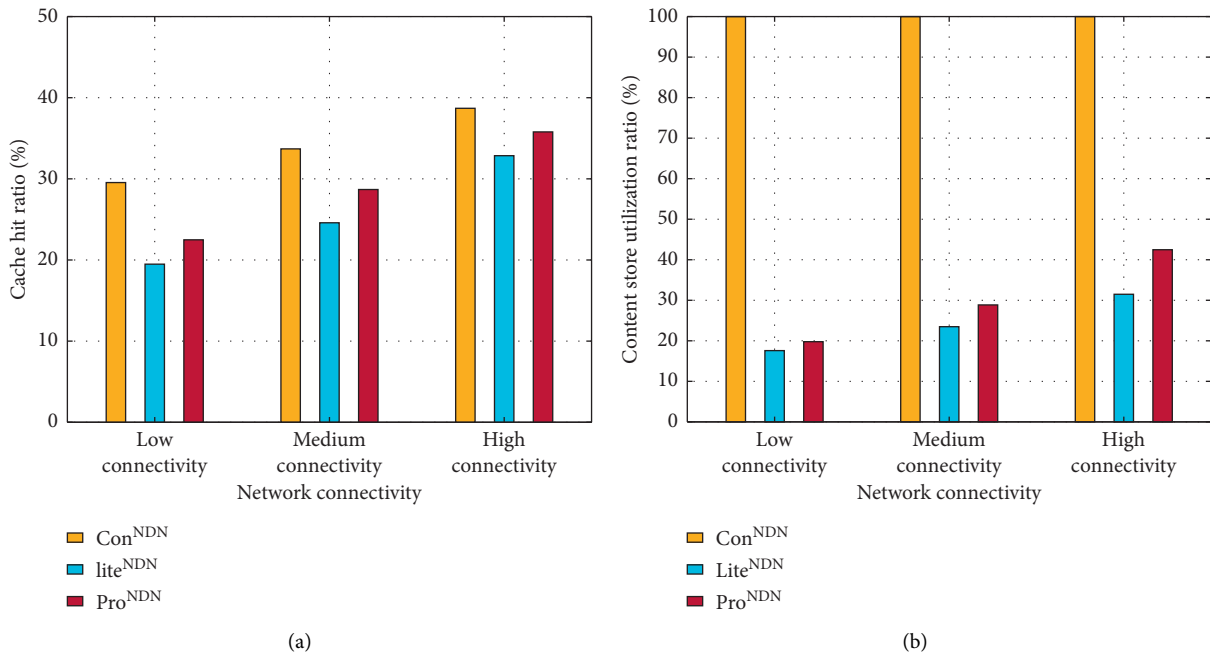 50
40
30
20
10
0
Cache hit ratio (%)
Low
connectivity
Medium
connectivity
High
connectivity
Network connectivity
Con^NDN
lite^NDN
Pro^NDN
(a)
100
90
80
70
60
50
40
30
20
10
0
Content store utilization ratio (%)
Low
connectivity
Medium
connectivity
High
connectivity
Network connectivity
Con^NDN
Lite^NDN
Pro^NDN
(b)